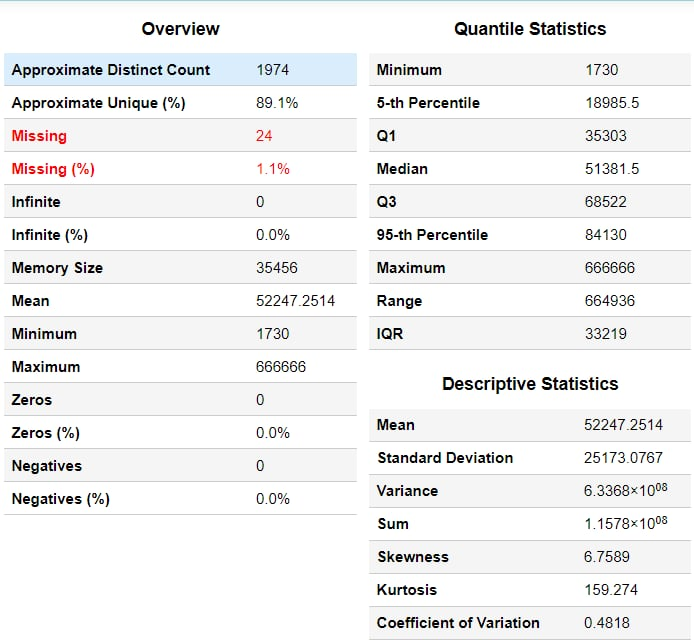 Overview
Approximate Distinct Count 1974
Approximate Unique (%) 89.1%
Missing 24
Missing (%) 1.1%
Infinite 0
Infinite (%) 0.0%
Memory Size 35456
Mean 52247.2514
Minimum 1730
Maximum 666666
Zeros 0
Zeros (%) 0.0%
Negatives 0
Negatives (%) 0.0%
Quantile Statistics
Minimum 1730
5-th Percentile 18985.5
Q1 35303
Median 51381.5
Q3 68522
95-th Percentile 84130
Maximum 666666
Range 664936
IQR 33219
Descriptive Statistics
Mean 52247.2514
Standard Deviation 25173.0767
Variance 6.3368×10⁰⁸
Sum 1.1578×10⁰⁸
Skewness 6.7589
Kurtosis 159.274
Coefficient of Variation 0.4818